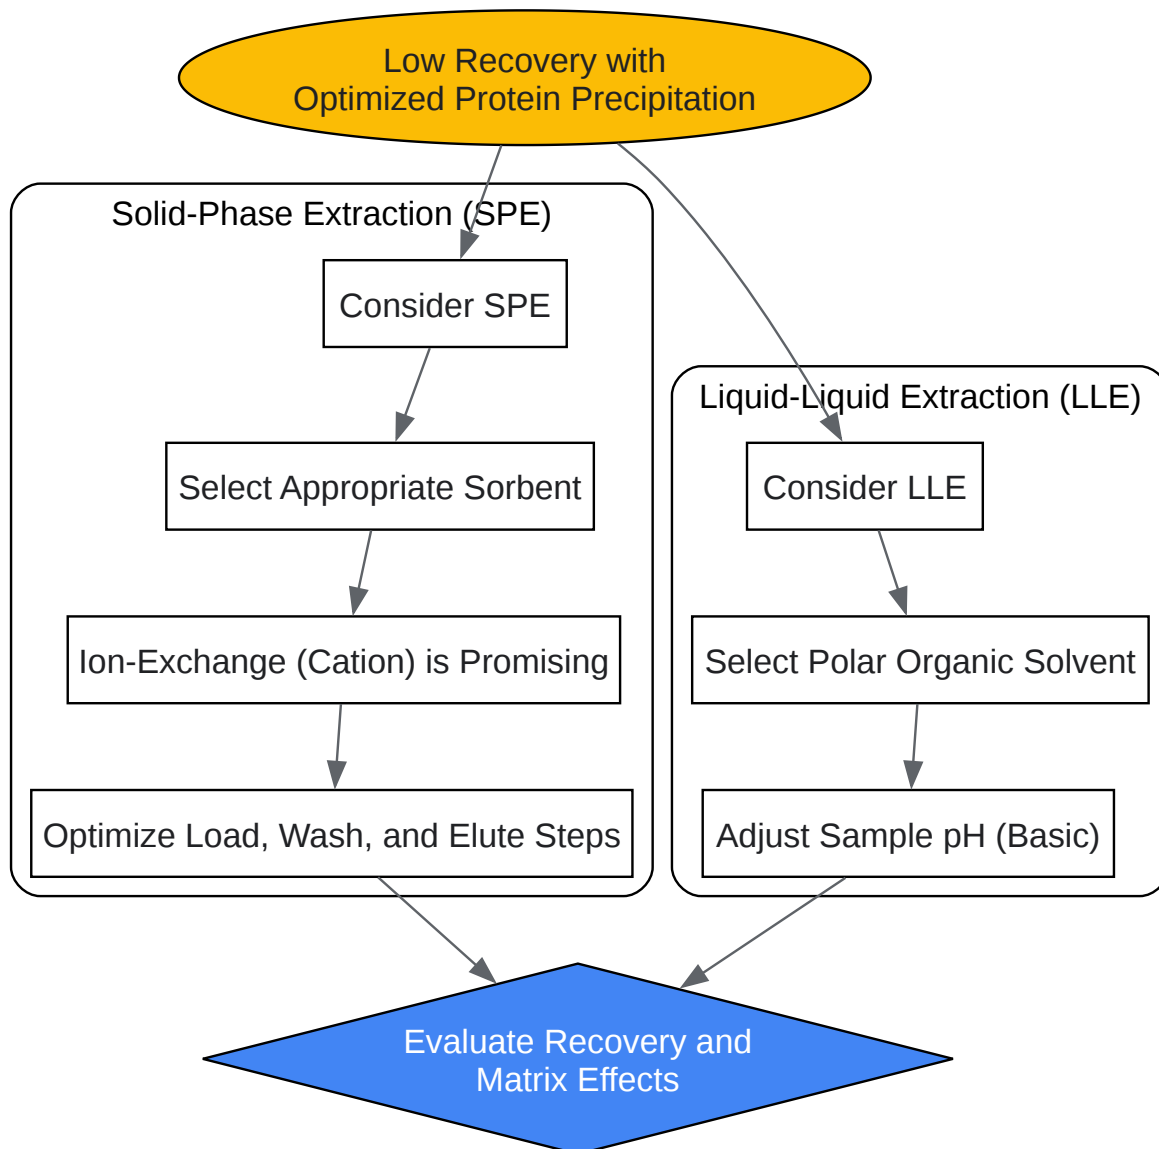 Low Recovery with
Optimized Protein Precipitation
Solid-Phase Extraction (SPE)
Consider SPE
Select Appropriate Sorbent
Ion-Exchange (Cation) is Promising
Optimize Load, Wash, and Elute Steps
Liquid-Liquid Extraction (LLE)
Consider LLE
Select Polar Organic Solvent
Adjust Sample pH (Basic)
Evaluate Recovery and
Matrix Effects